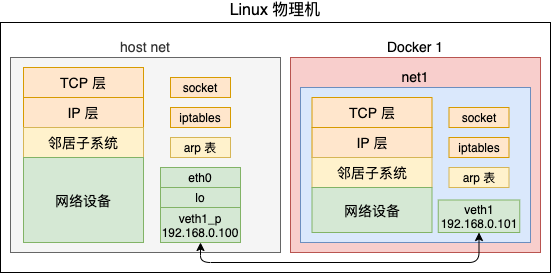 Linux 物理机
host net
TCP 层
IP 层
邻居子系统
网络设备
socket
iptables
arp 表
eth0
lo
veth1_p
192.168.0.100
Docker 1
net1
TCP 层
IP 层
邻居子系统
网络设备
socket
iptables
arp 表
veth1
192.168.0.101